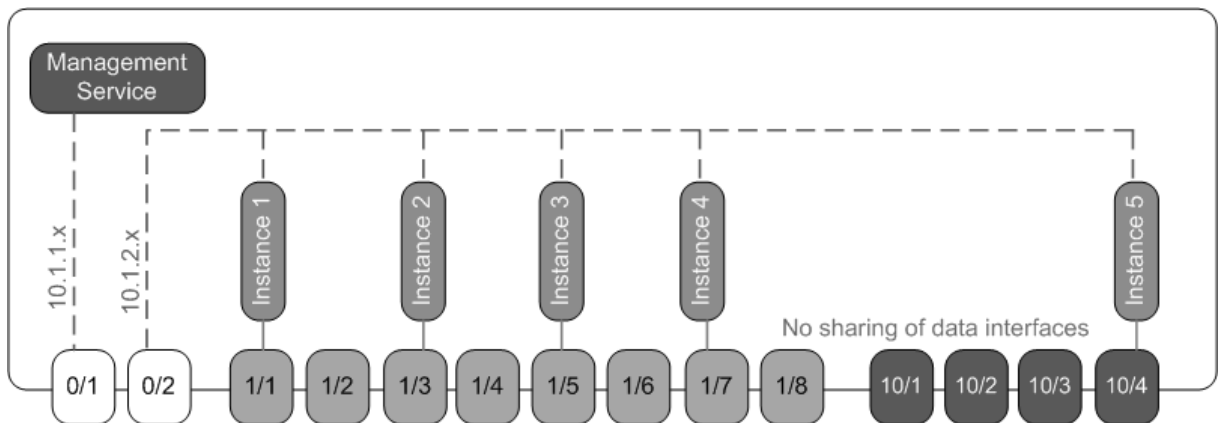 Management
Service
10.1.1.x
10.1.2.x
Instance 1
Instance 2
Instance 3
Instance 4
Instance 5
No sharing of data interfaces
0/1
0/2
1/1
1/2
1/3
1/4
1/5
1/6
1/7
1/8
10/1
10/2
10/3
10/4